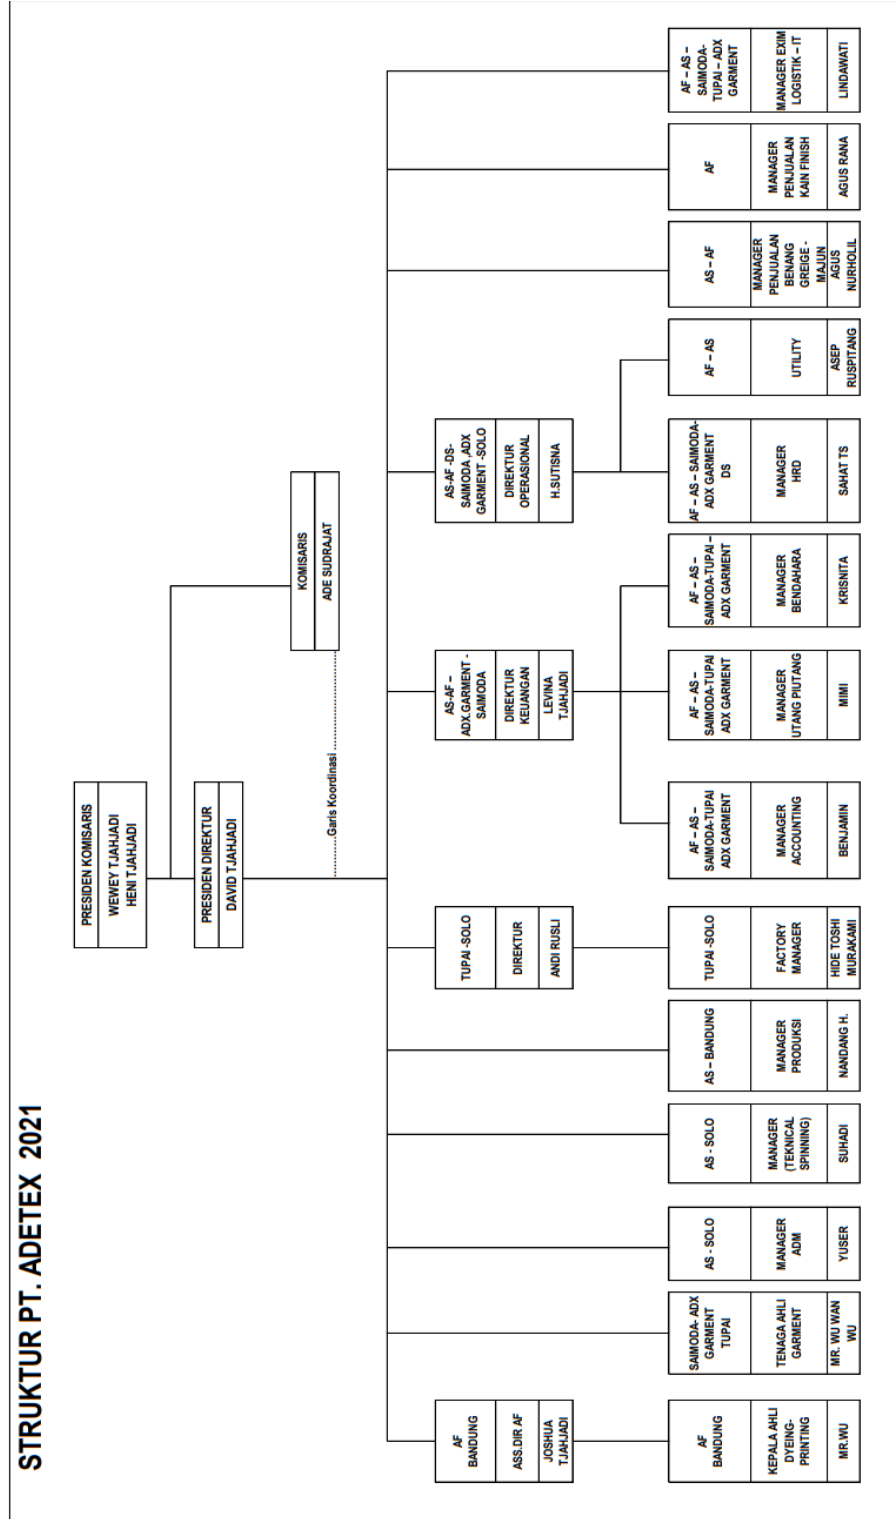 STRUKTUR PT. ADETEX 2021
PRESIDEN KOMISARIS
WEWEY TJAHJADI
HENI TJAHJADI
PRESIDEN DIREKTUR
DAVID TJAHJADI
KOMISARIS
ADE SUDRAJAT
.........Garis Koordinasi .........................
AF
BANDUNG
ASS.DIR AF
JOSHUA
TJAHJADI
TUPAI -SOLO
DIREKTUR
ANDI RUSLI
AS-AF –
ADX.GARMENT -
SAIMODA
DIREKTUR
KEUANGAN
LEVINA
TJAHJADI
AS-AF -DS-
SAIMODA ,ADX
GARMENT -SOLO
DIREKTUR
OPERASIONAL
H.SUTISNA
AF
BANDUNG
KEPALA AHLI
DYEING-
PRINTING
MR.WU
SAIMODA- ADX
GARMENT
TUPAI
TENAGA AHLI
GARMENT
MR. WU WAN
WU
AS - SOLO
MANAGER
ADM
YUSER
AS - SOLO
MANAGER
(TEKNICAL
SPINNING)
SUHADI
AS – BANDUNG
MANAGER
PRODUKSI
NANDANG H.
TUPAI -SOLO
FACTORY
MANAGER
HIDE TOSHI
MURAKAMI
AF – AS –
SAIMODA-TUPAI
ADX GARMENT
MANAGER
ACCOUNTING
BENJAMIN
AF – AS –
SAIMODA-TUPAI
ADX GARMENT
MANAGER
UTANG PIUTANG
MIMI
AF – AS –
SAIMODA-TUPAI –
ADX GARMENT
MANAGER
BENDAHARA
KRISNITA
AF – AS – SAIMODA-
ADX GARMENT
DS
MANAGER
HRD
SAHAT TS
AF – AS
UTILITY
ASEP
RUSPITANG
AS – AF
MANAGER
PENJUALAN
BENANG
GREIGE -
MAJUN
AGUS
NURHOLIL
AF
MANAGER
PENJUALAN
KAIN FINISH
AGUS RANA
AF – AS –
SAIMODA-
TUPAI – ADX
GARMENT
MANAGER EXIM
LOGISTIK – IT
LINDAWATI